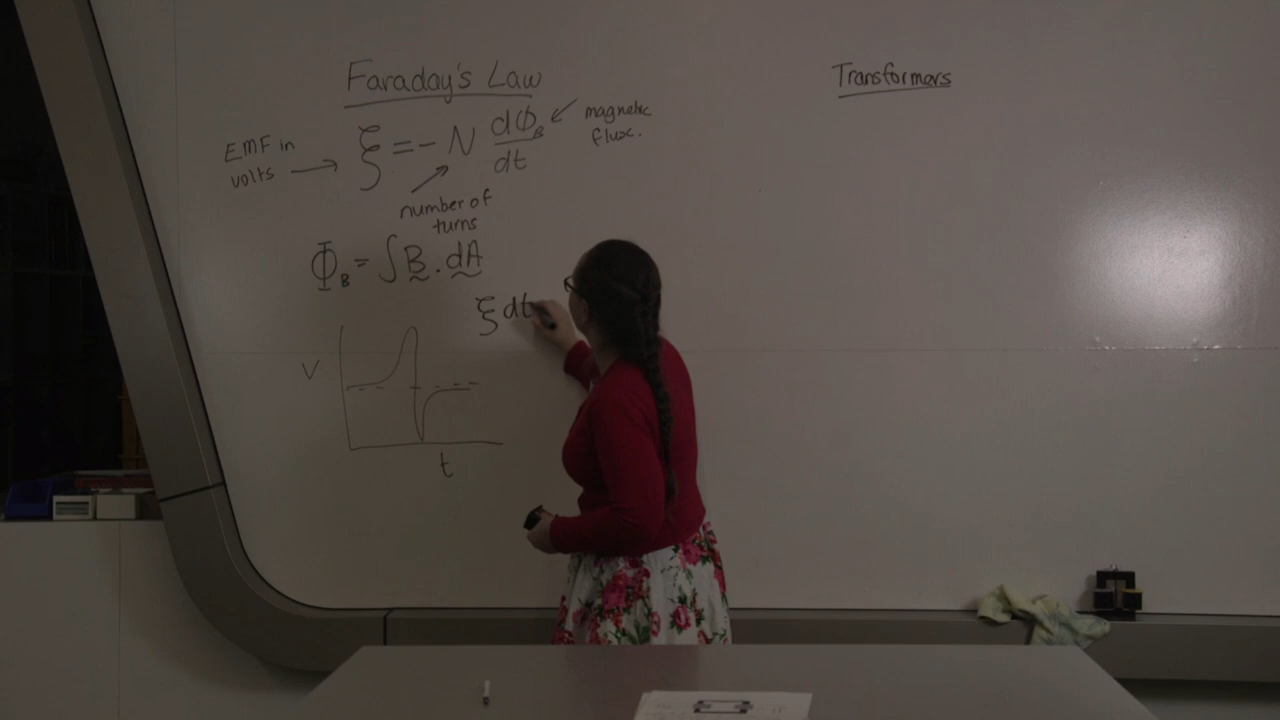 Faraday's Law
EMF in volts → ξ = - N dΦ_B/dt ← magnetic flux.
number of turns
Φ_B = ∫ B . dA
ξ dt
V
t
Transformers